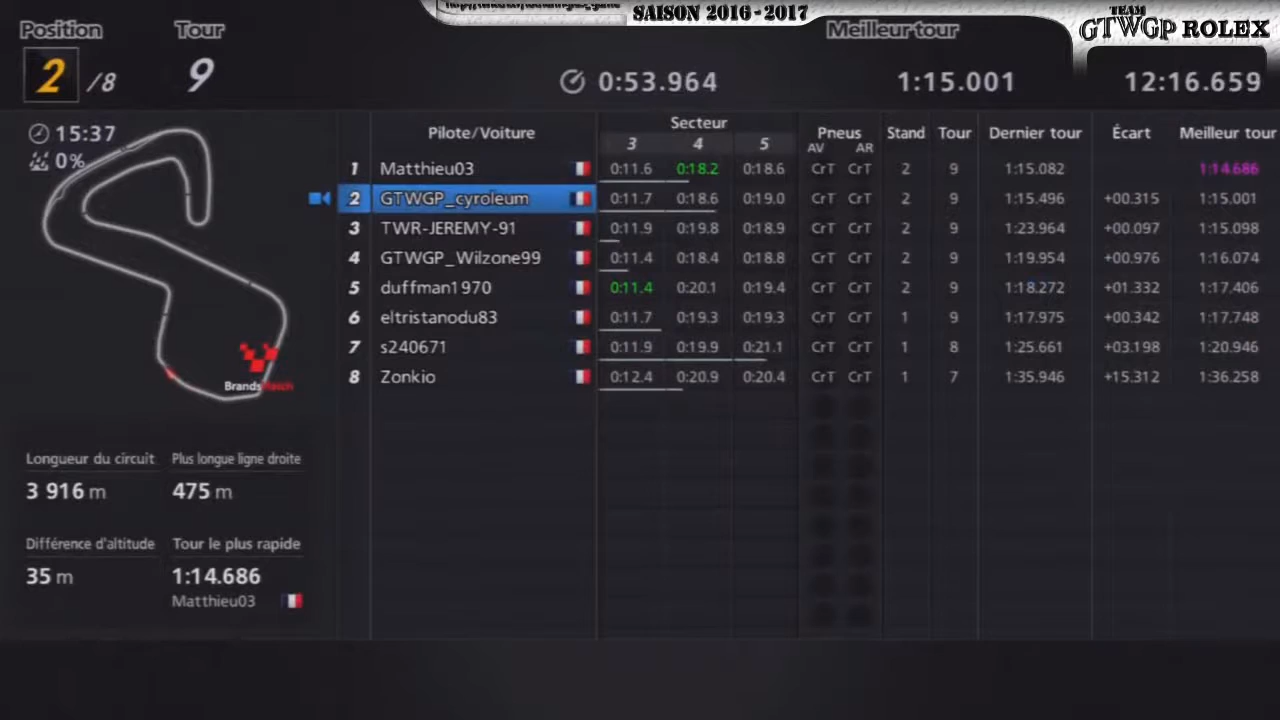 SAISON 2016-2017
TEAM
GTWGP ROLEX
Position
Tour
Meilleur tour
2 /8
9
0:53.964
1:15.001
12:16.659
15:37
0%
Brands Hatch
Longueur du circuit
Plus longue ligne droite
3 916 m
475 m
Différence d'altitude
Tour le plus rapide
35 m
1:14.686
Matthieu03
Pilote/Voiture Secteur Pneus Stand Tour Dernier tour Écart Meilleur tour
3 4 5 AV AR
1 Matthieu03 0:11.6 0:18.2 0:18.6 CrT CrT 2 9 1:15.082 1:14.686
2 GTWGP_cyroleum 0:11.7 0:18.6 0:19.0 CrT CrT 2 9 1:15.496 +00.315 1:15.001
3 TWR-JEREMY-91 0:11.9 0:19.8 0:18.9 CrT CrT 2 9 1:23.964 +00.097 1:15.098
4 GTWGP_Wilzone99 0:11.4 0:18.4 0:18.8 CrT CrT 2 9 1:19.954 +00.976 1:16.074
5 duffman1970 0:11.4 0:20.1 0:19.4 CrT CrT 2 9 1:18.272 +01.332 1:17.406
6 eltristanodu83 0:11.7 0:19.3 0:19.3 CrT CrT 1 9 1:17.975 +00.342 1:17.748
7 s240671 0:11.9 0:19.9 0:21.1 CrT CrT 1 8 1:25.661 +03.198 1:20.946
8 Zonkio 0:12.4 0:20.9 0:20.4 CrT CrT 1 7 1:35.946 +15.312 1:36.258